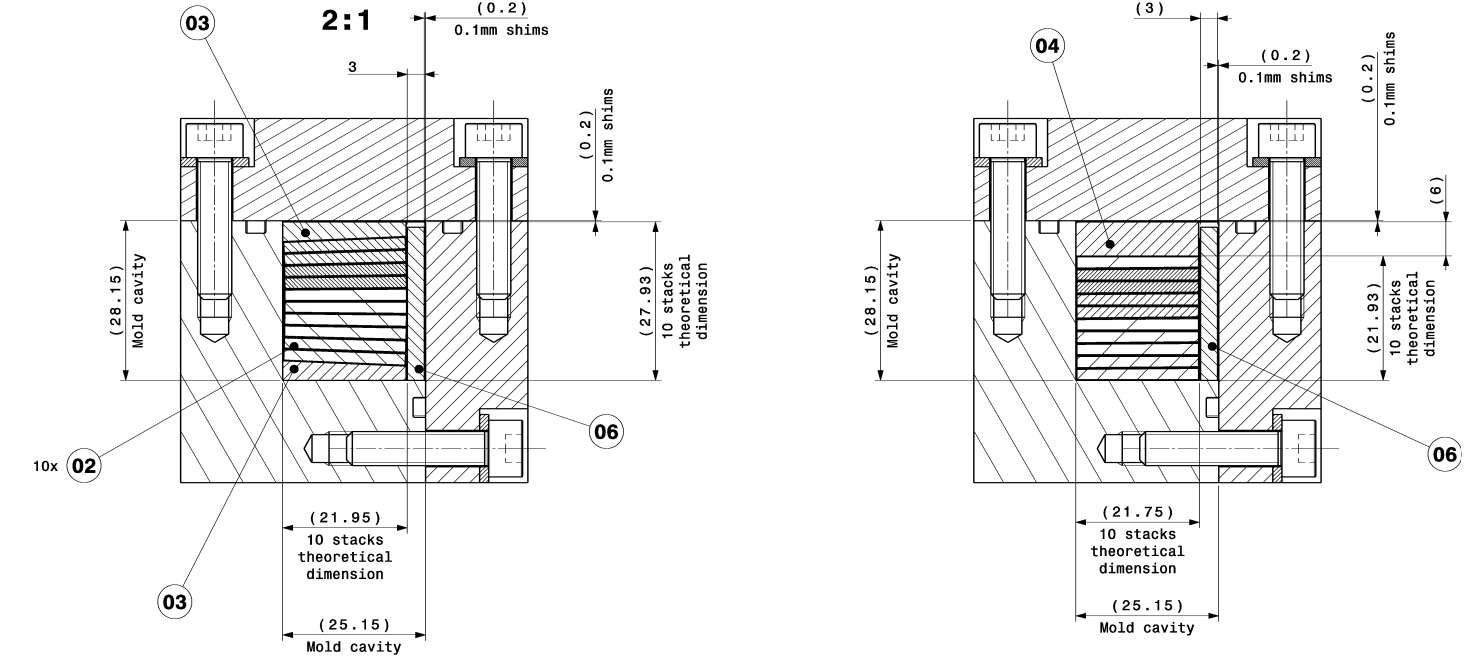 03
2:1
(0.2)
0.1mm shims
3
(0.2)
0.1mm shims
(28.15)
Mold cavity
(27.93)
10 stacks
theoretical
dimension
10x 02
06
(21.95)
10 stacks
theoretical
dimension
03
(25.15)
Mold cavity
(3)
04
(0.2)
0.1mm shims
(0.2)
0.1mm shims
(6)
(28.15)
Mold cavity
(21.93)
10 stacks
theoretical
dimension
06
(21.75)
10 stacks
theoretical
dimension
(25.15)
Mold cavity